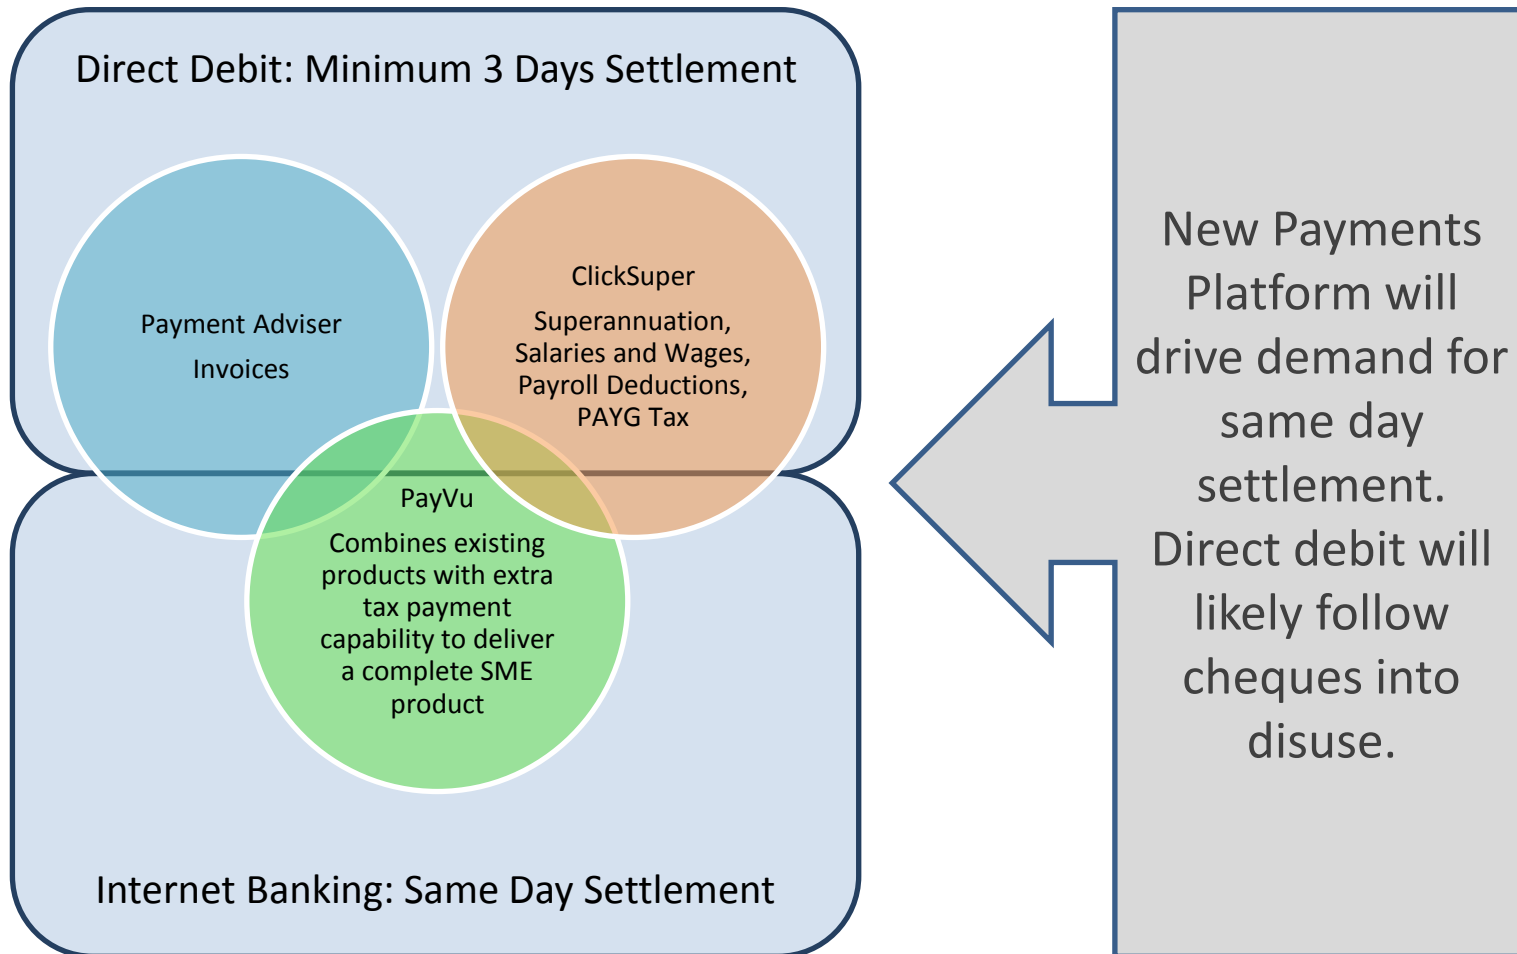 Direct Debit: Minimum 3 Days Settlement
Payment Adviser
Invoices
ClickSuper
Superannuation,
Salaries and Wages,
Payroll Deductions,
PAYG Tax
PayVu
Combines existing
products with extra
tax payment
capability to deliver
a complete SME
product
Internet Banking: Same Day Settlement
New Payments
Platform will
drive demand for
same day
settlement.
Direct debit will
likely follow
cheques into
disuse.